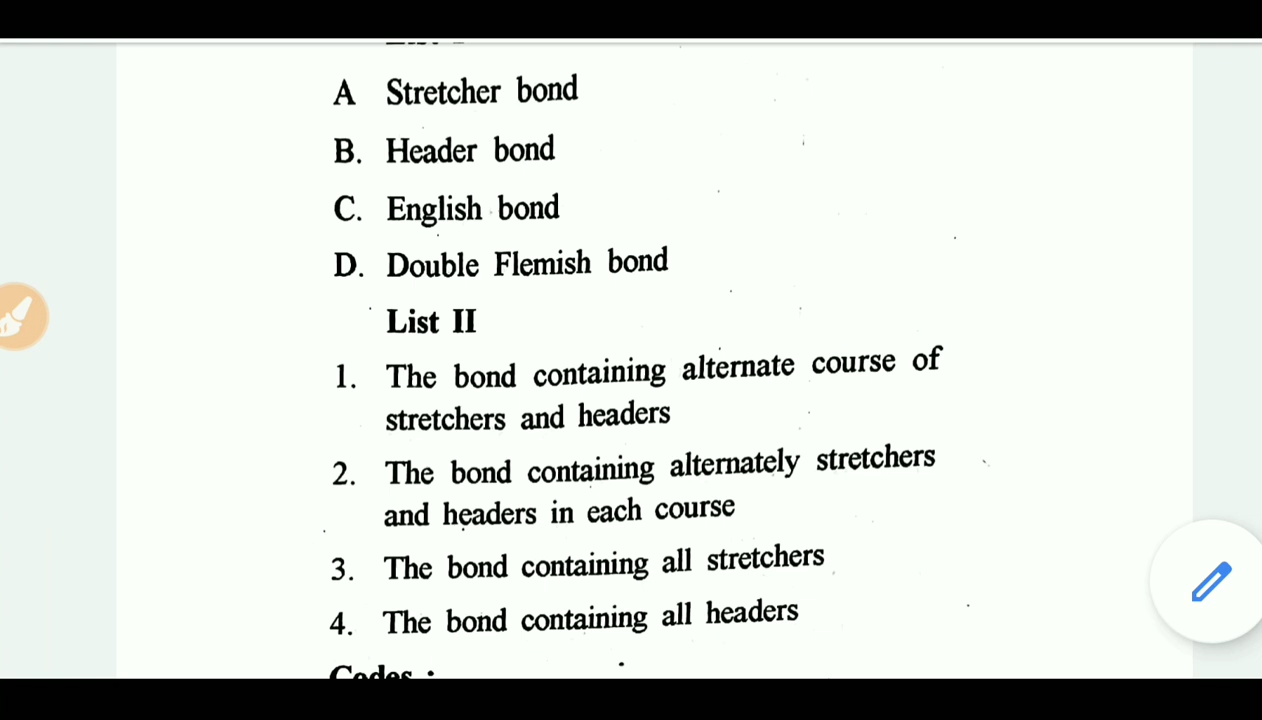 A Stretcher bond
B. Header bond
C. English bond
D. Double Flemish bond
List II
1. The bond containing alternate course of
stretchers and headers
2. The bond containing alternately stretchers
and headers in each course
3. The bond containing all stretchers
4. The bond containing all headers
Codes :